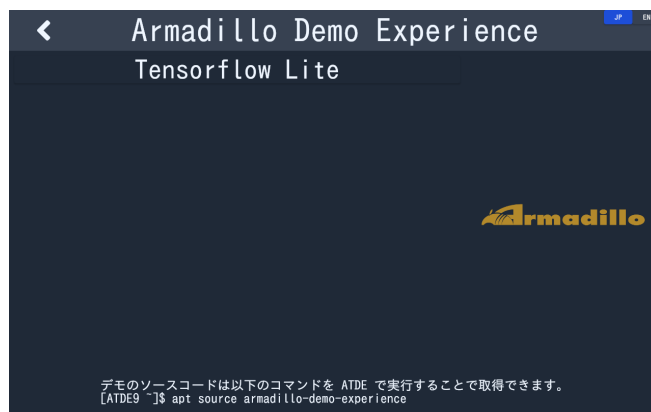 Armadillo Demo Experience
JP EN
Tensorflow Lite
Armadillo
デモのソースコードは以下のコマンドを ATDE で実行することで取得できます。
[ATDE9 ~]$ apt source armadillo-demo-experience